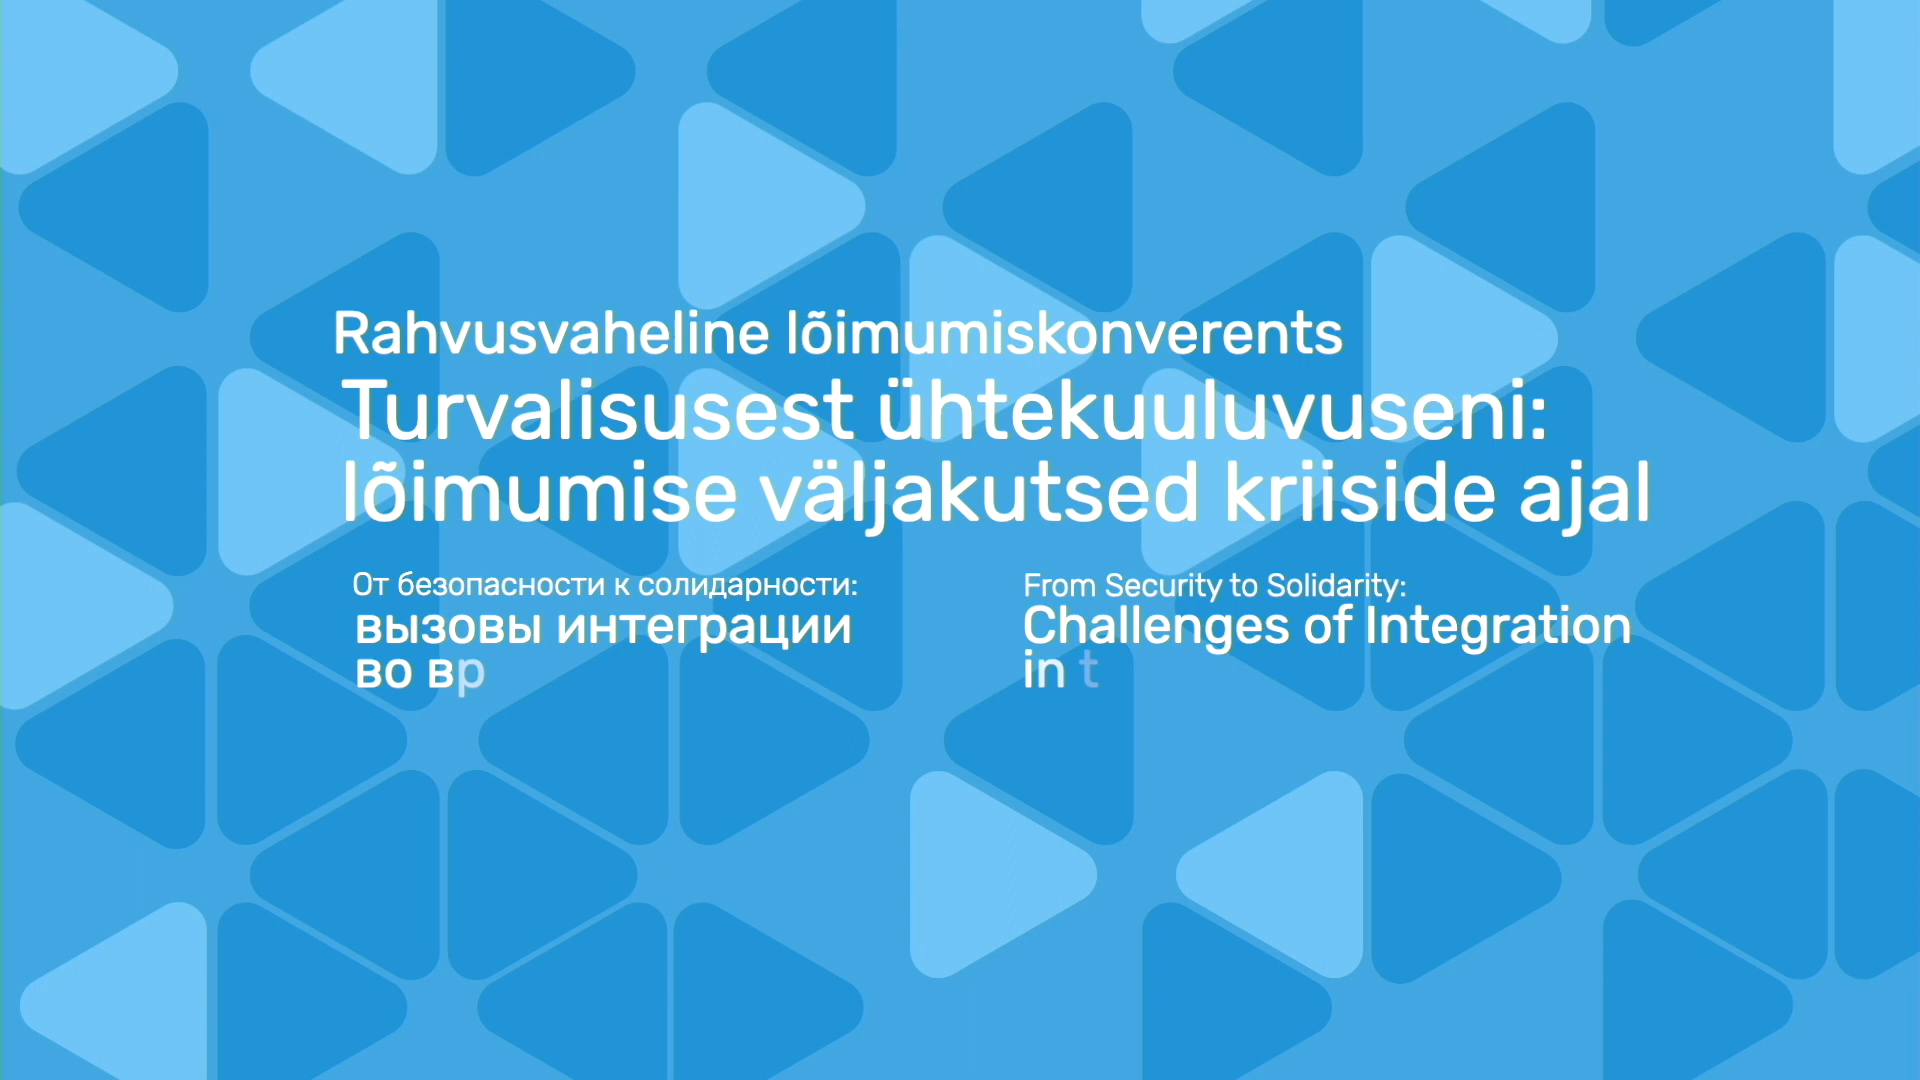 Rahvusvaheline lõimumiskonverents
Turvalisusest ühtekuuluvuseni:
lõimumise väljakutsed kriiside ajal
От безопасности к солидарности:
вызовы интеграции
во вр
From Security to Solidarity:
Challenges of Integration
in t